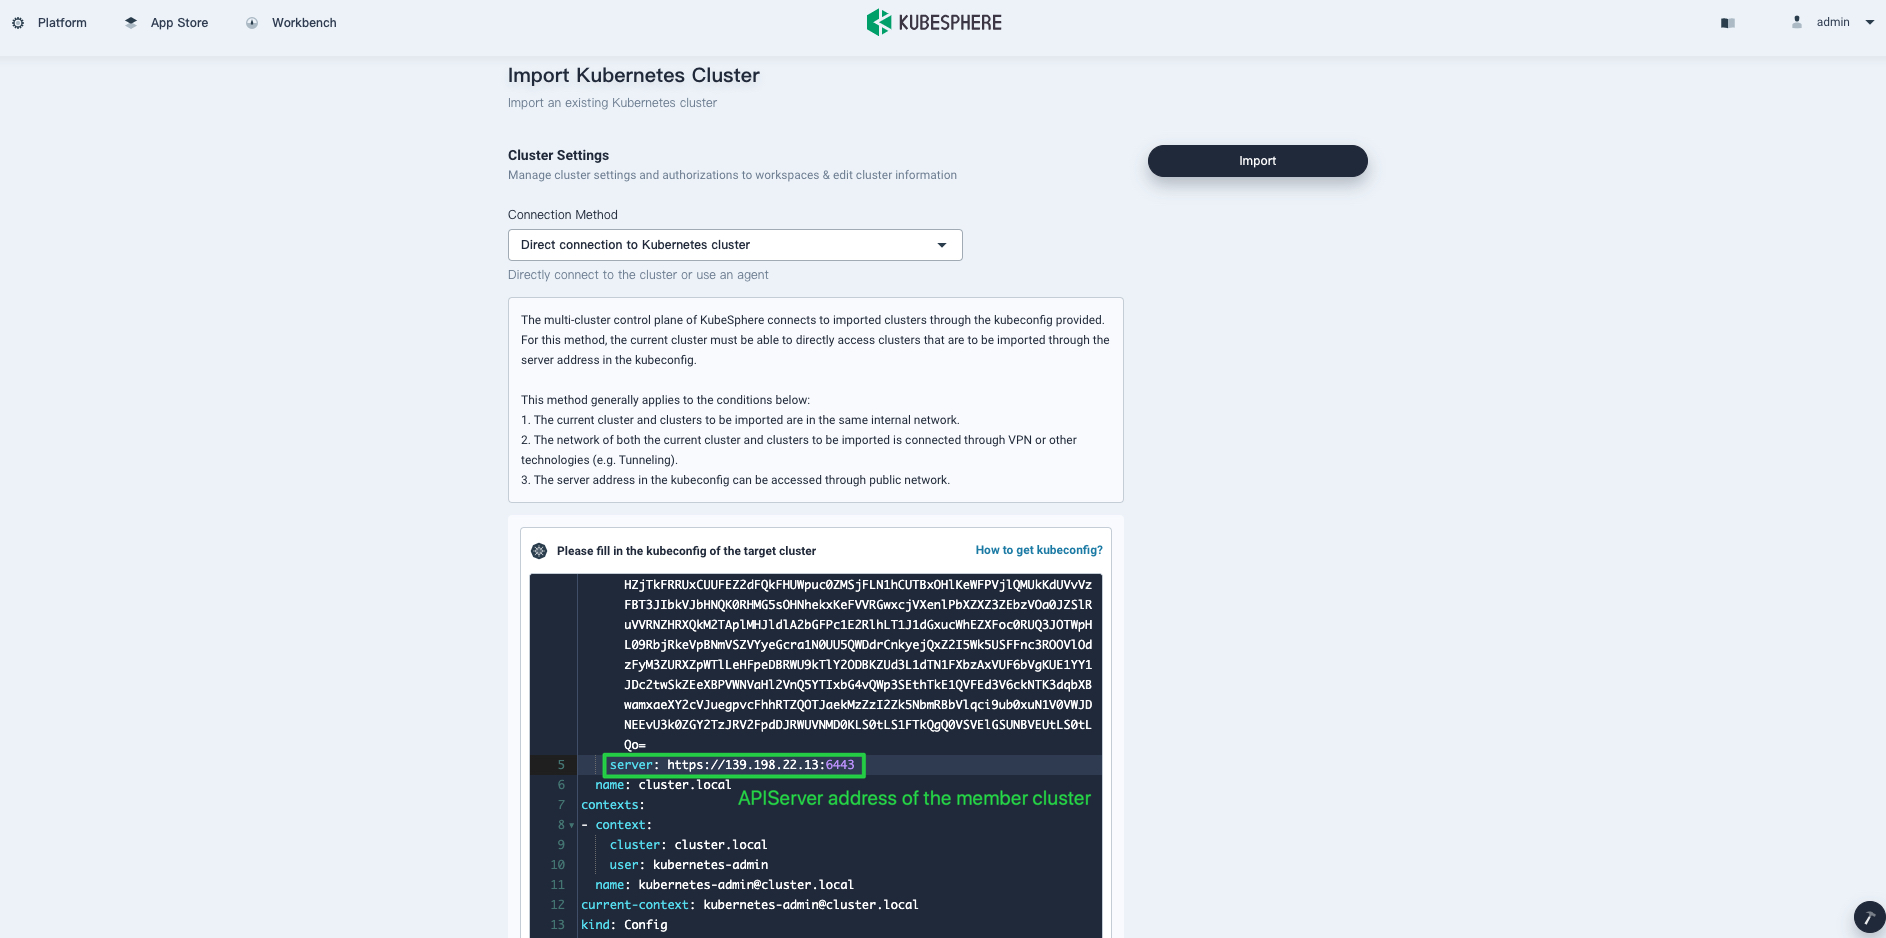 Platform
App Store
Workbench
KUBESPHERE
admin
Import Kubernetes Cluster
Import an existing Kubernetes cluster
Cluster Settings
Manage cluster settings and authorizations to workspaces & edit cluster information
Import
Connection Method
Direct connection to Kubernetes cluster
Directly connect to the cluster or use an agent
The multi-cluster control plane of KubeSphere connects to imported clusters through the kubeconfig provided.
For this method, the current cluster must be able to directly access clusters that are to be imported through the
server address in the kubeconfig.
This method generally applies to the conditions below:
1. The current cluster and clusters to be imported are in the same internal network.
2. The network of both the current cluster and clusters to be imported is connected through VPN or other
technologies (e.g. Tunneling).
3. The server address in the kubeconfig can be accessed through public network.
Please fill in the kubeconfig of the target cluster
How to get kubeconfig?
Qo=
5 server: https://139.198.22.13:6443
6 name: cluster.local
APIServer address of the member cluster
7 contexts:
8 - context:
9 cluster: cluster.local
10 user: kubernetes-admin
11 name: kubernetes-admin@cluster.local
12 current-context: kubernetes-admin@cluster.local
13 kind: Config